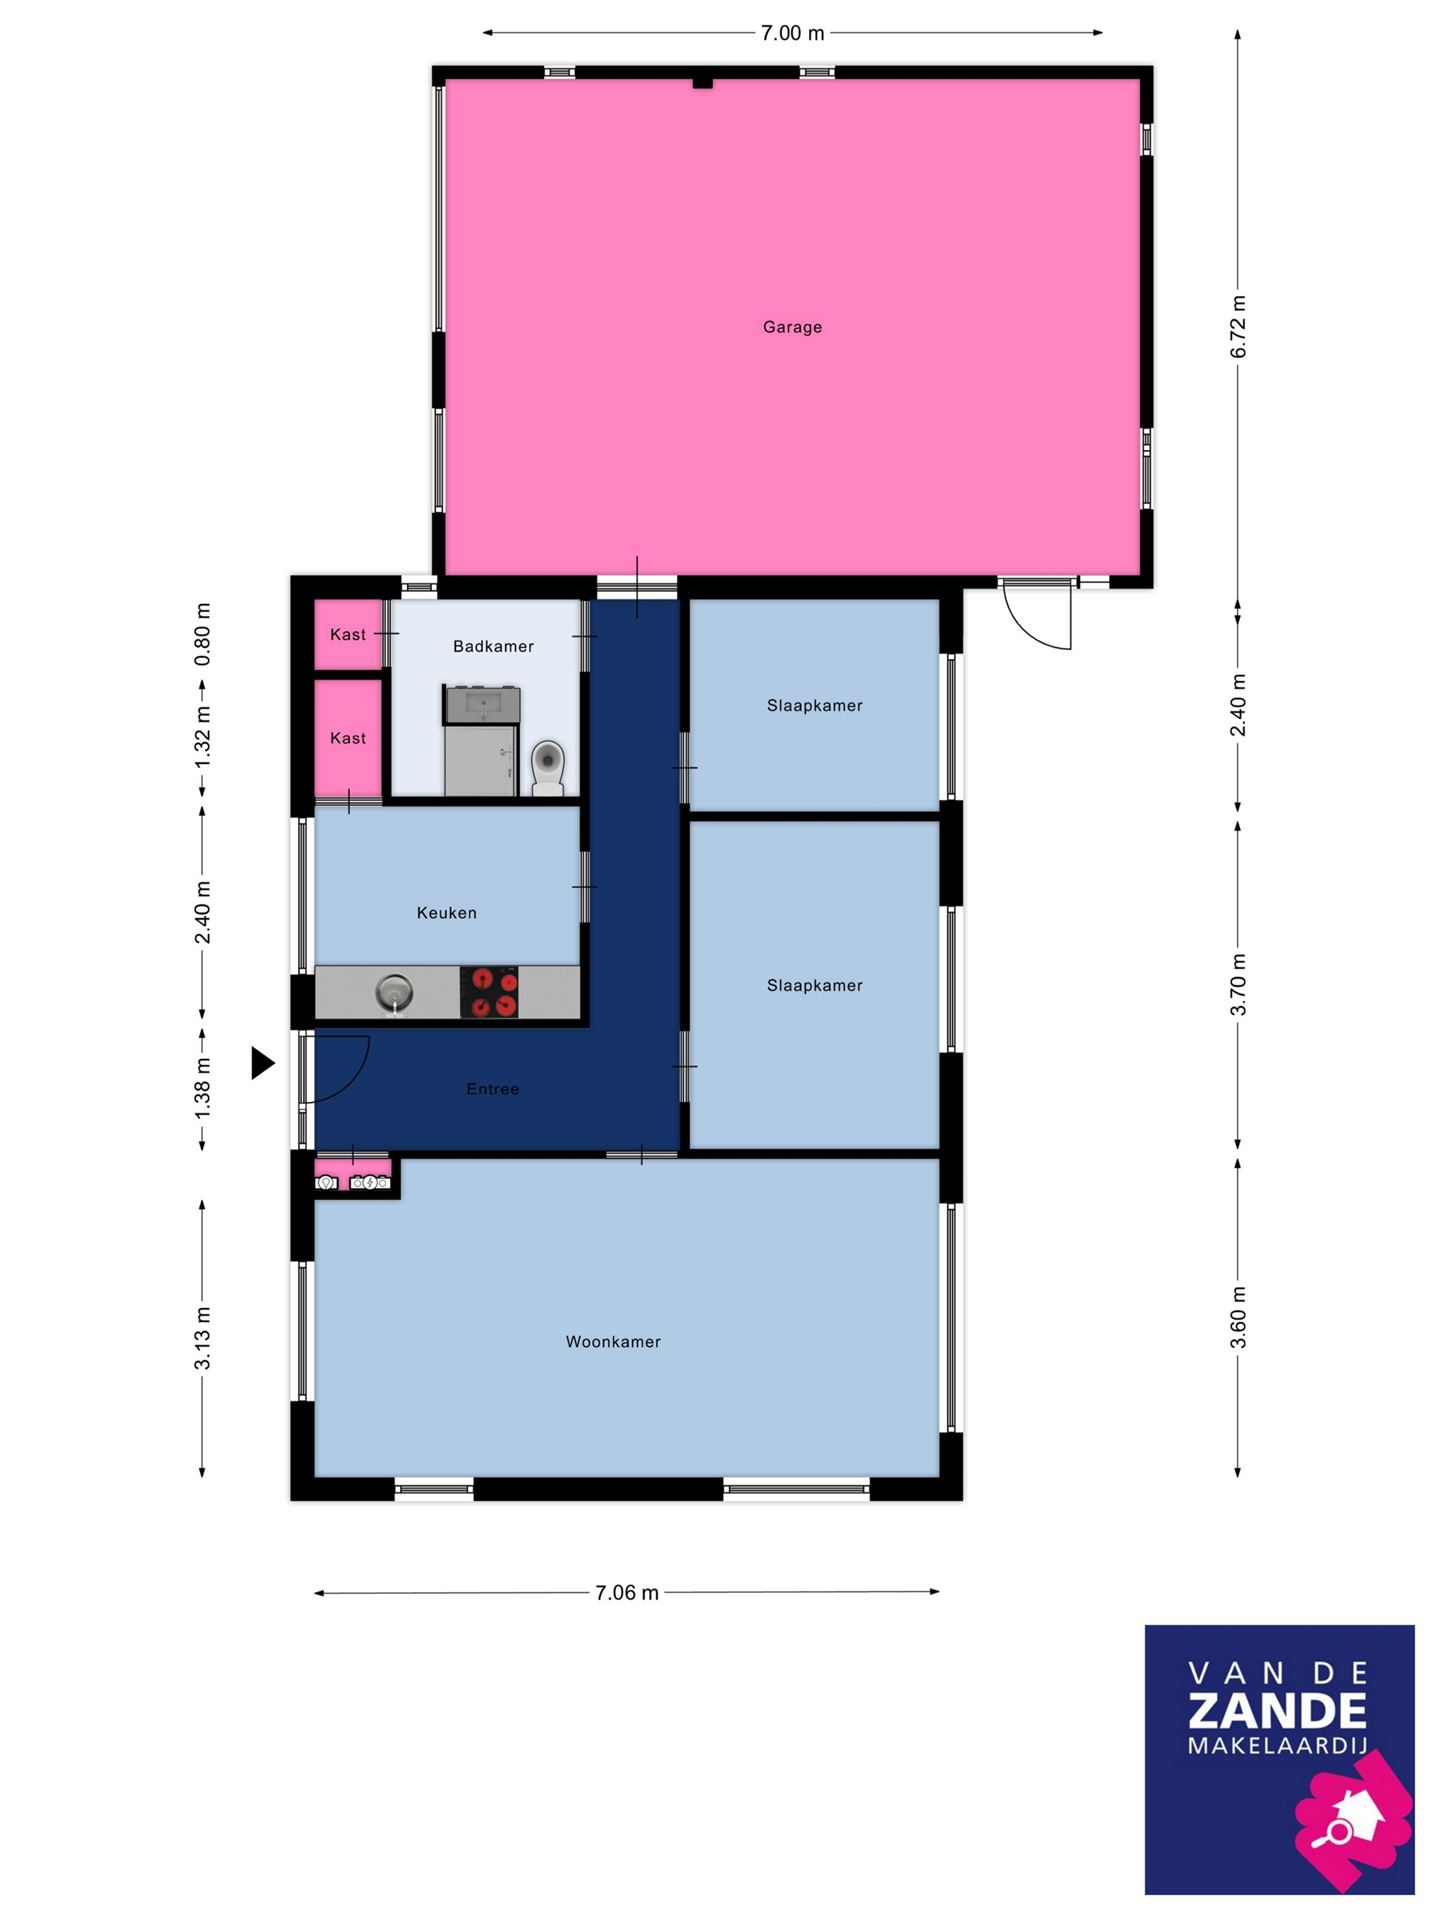 7.00 m
6.72 m
Garage
0.80 m
Kast
Badkamer
1.32 m
Kast
Slaapkamer
2.40 m
2.40 m
Keuken
Slaapkamer
3.70 m
1.38 m
Entree
3.13 m
Woonkamer
3.60 m
7.06 m
VAN DE
ZANDE
MAKELAARDIJ